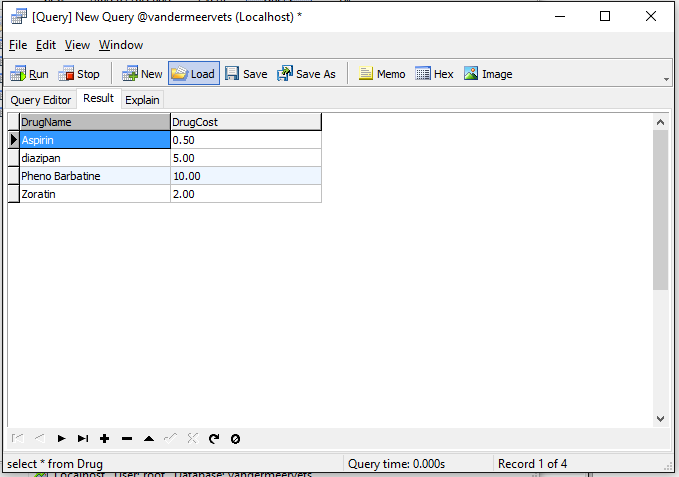 [Query] New Query @vandermeervets (Localhost) *
File Edit View Window
Run Stop New Load Save Save As Memo Hex Image
Query Editor Result Explain
DrugName DrugCost
Aspirin 0.50
diazipan 5.00
Pheno Barbatine 10.00
Zoratin 2.00
select * from Drug Query time: 0.000s Record 1 of 4
Localhost User: root Database: vandermeervets